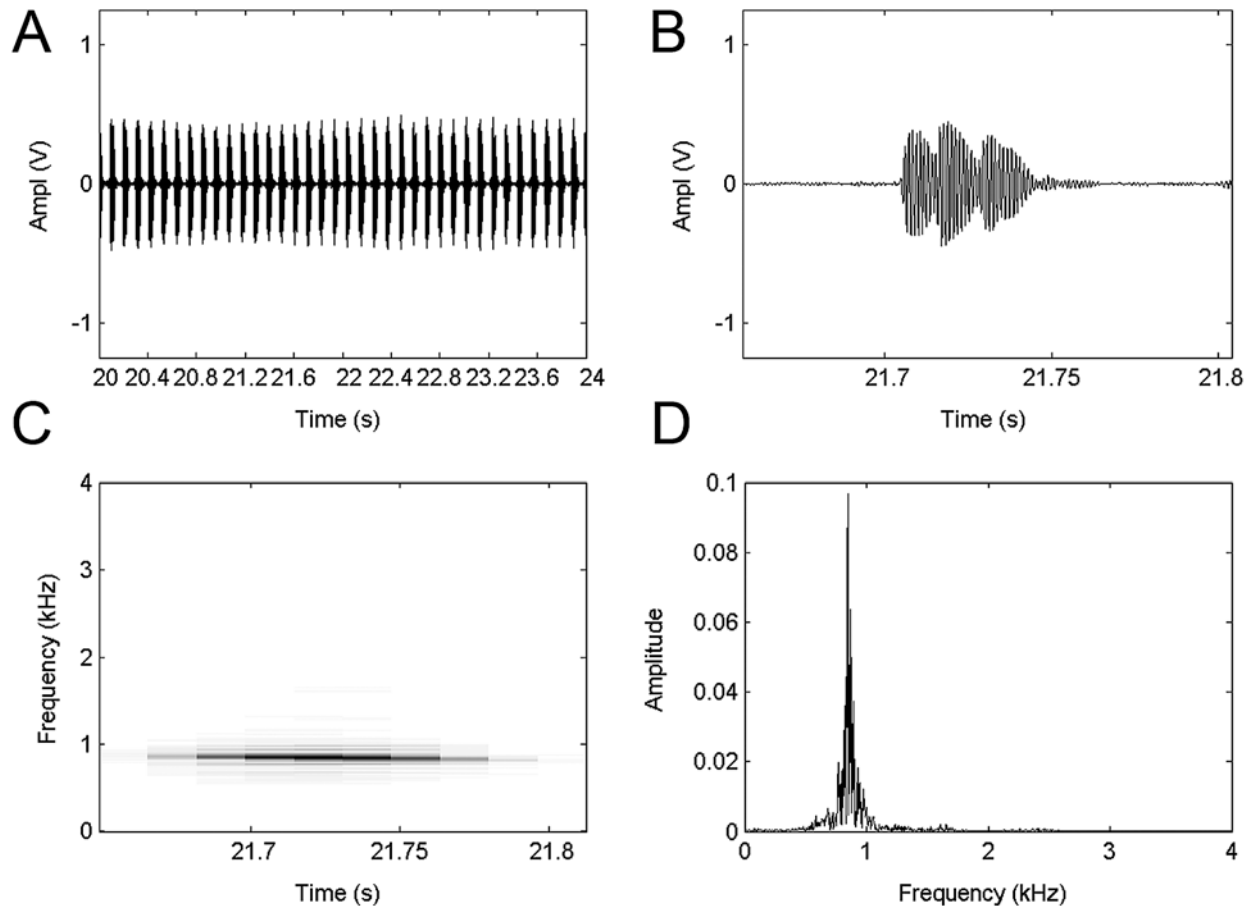 A
Ampl (V)
1
0
-1
20 20.4 20.8 21.2 21.6 22 22.4 22.8 23.2 23.6 24
Time (s)
B
Ampl (V)
1
0
-1
21.7 21.75 21.8
Time (s)
C
Frequency (kHz)
4
3
2
1
0
21.7 21.75 21.8
Time (s)
D
Amplitude
0.1
0.08
0.06
0.04
0.02
0
0 1 2 3 4
Frequency (kHz)